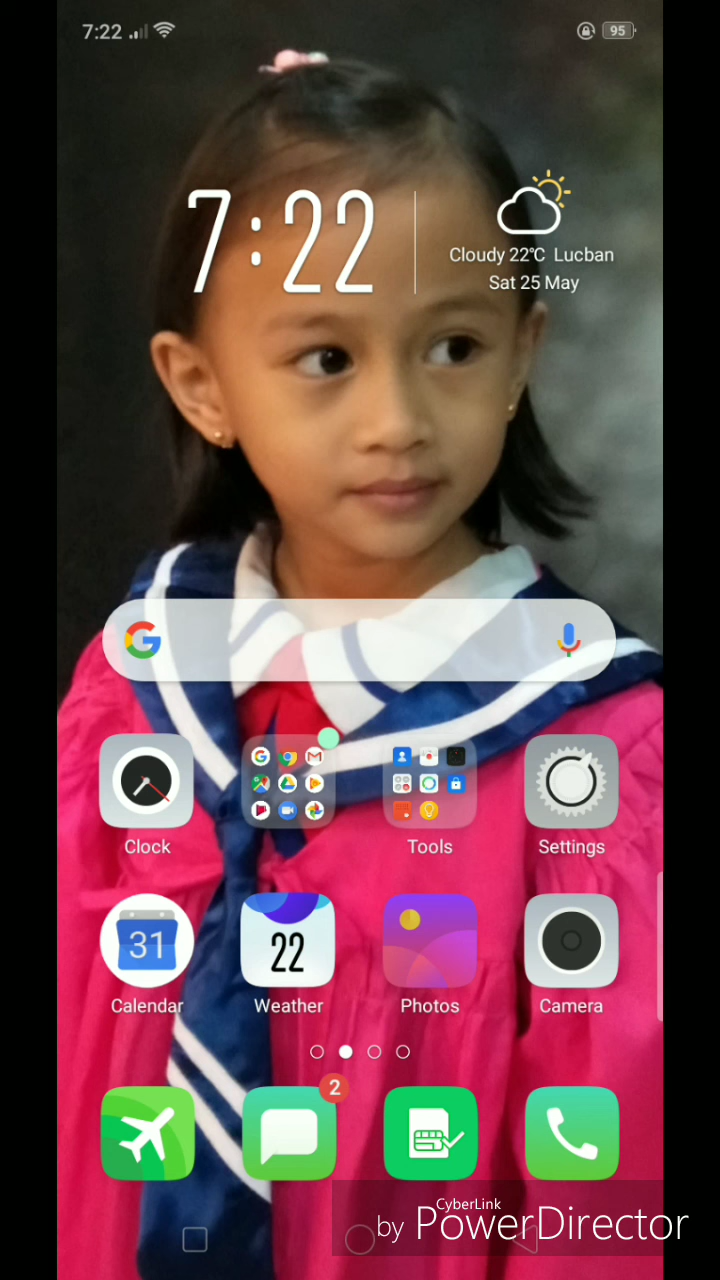 7:22
95
7:22
Cloudy 22°C Lucban
Sat 25 May
Clock
Tools
Settings
31
22
Calendar
Weather
Photos
Camera
2
CyberLink
by PowerDirector